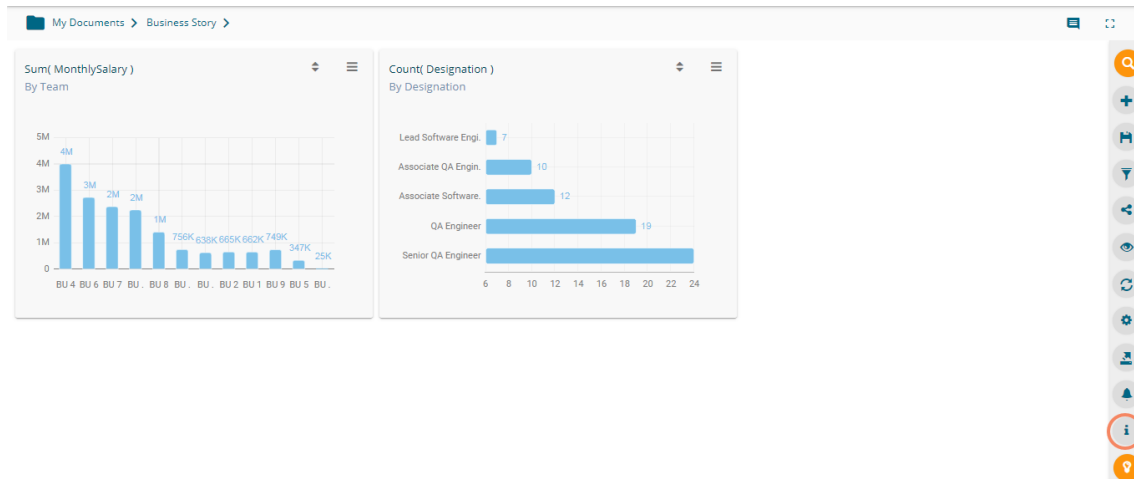 My Documents > Business Story >
Sum( MonthlySalary )
By Team
5M
4M
3M
2M
1M
0
4M
3M
2M
2M
1M
756K
638K
665K
662K
749K
347K
25K
BU 4 BU 6 BU 7 BU . BU 8 BU . BU . BU 2 BU 1 BU 9 BU 5 BU .
Count( Designation )
By Designation
Lead Software Engi. 7
Associate QA Engin. 10
Associate Software. 12
QA Engineer 19
Senior QA Engineer
6 8 10 12 14 16 18 20 22 24
i